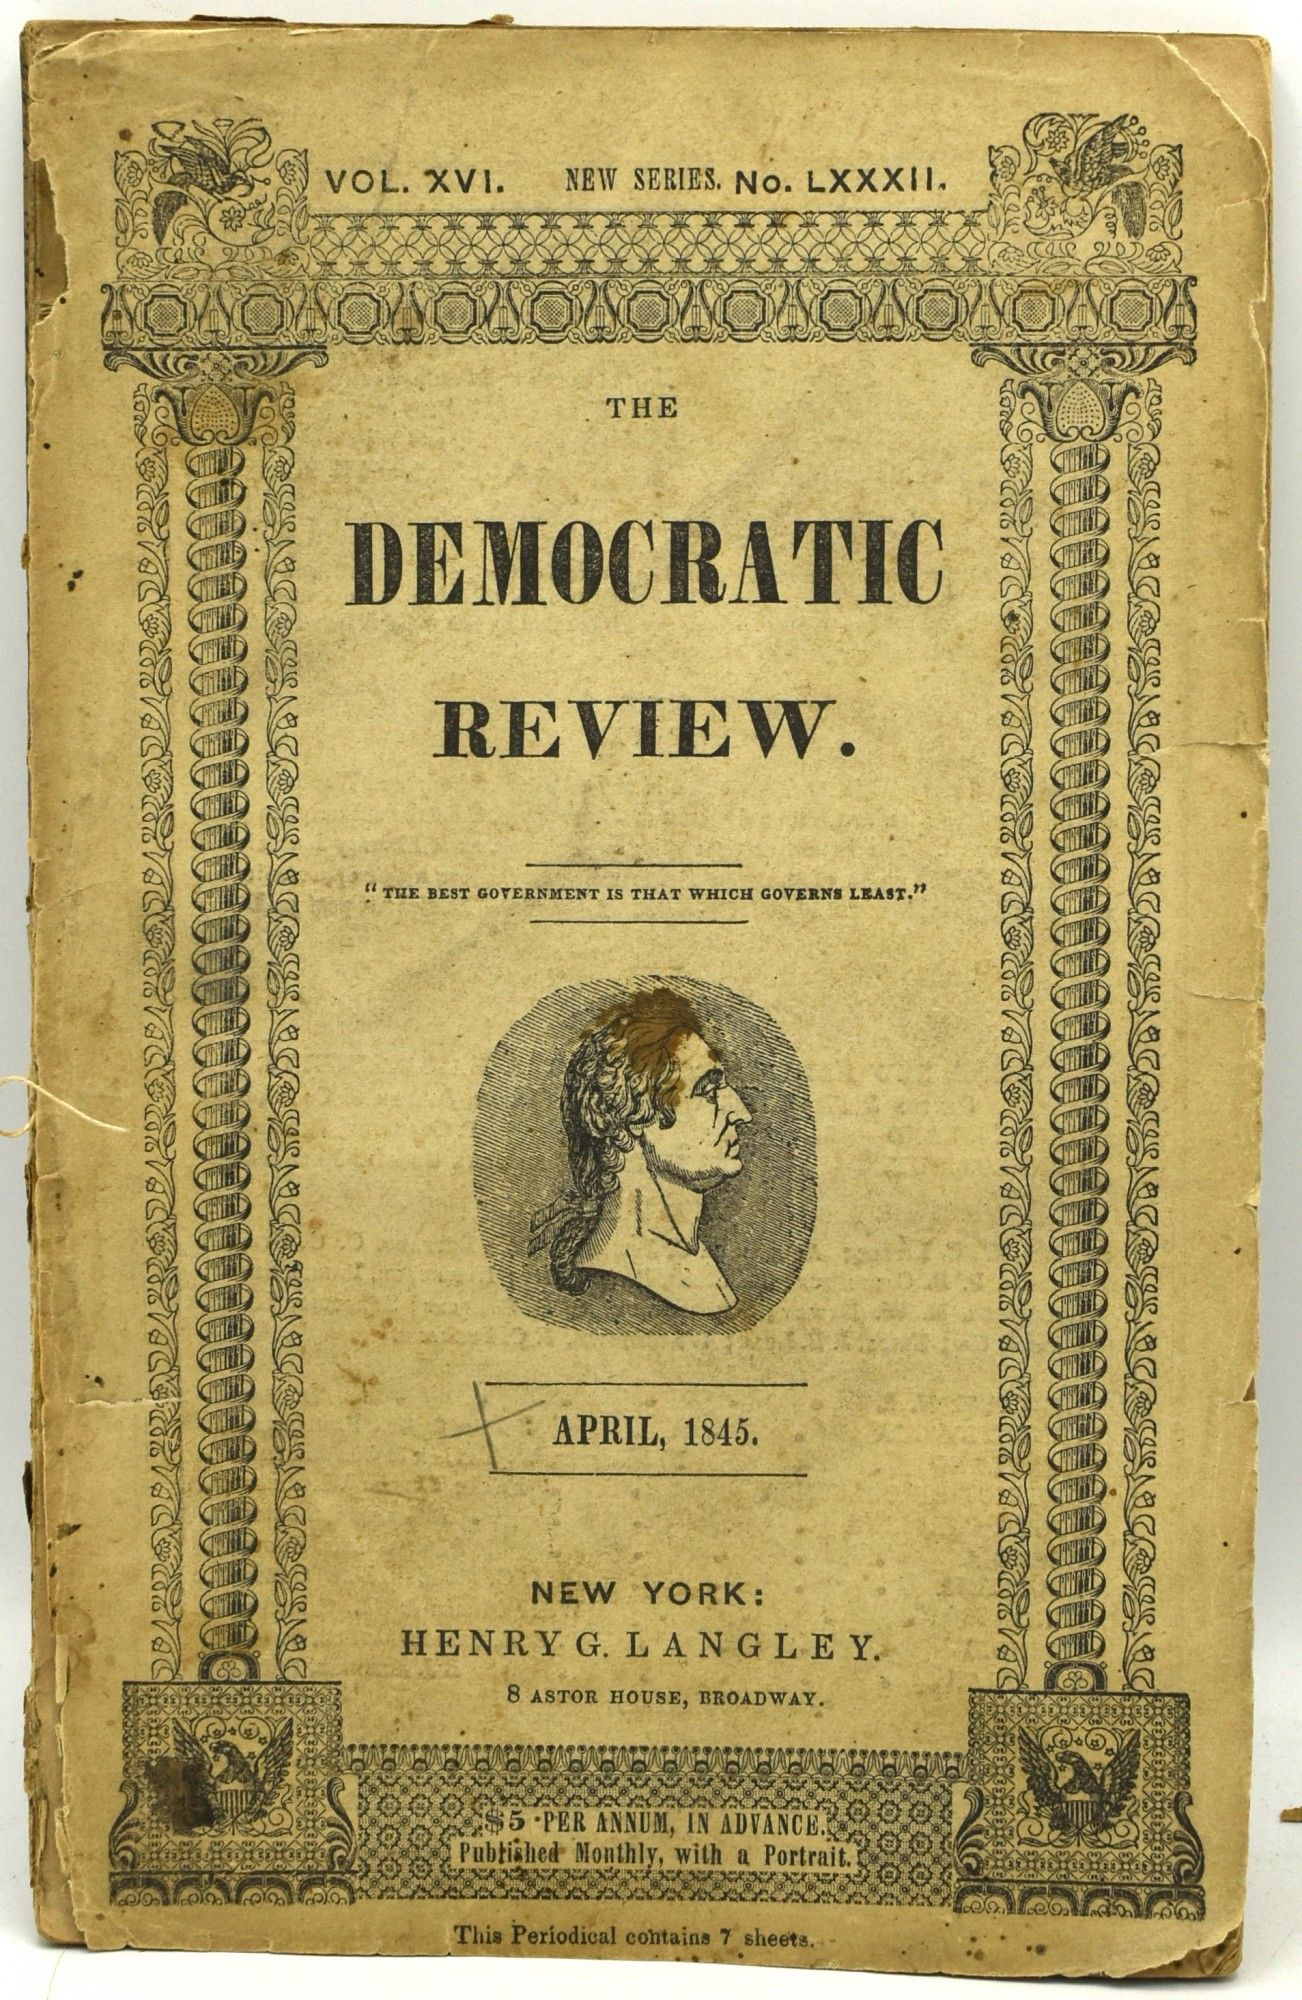 VOL. XVI. NEW SERIES. No. LXXXII.
THE
DEMOCRATIC
REVIEW.
"THE BEST GOVERNMENT IS THAT WHICH GOVERNS LEAST."
APRIL, 1845.
NEW YORK:
HENRY G. LANGLEY.
8 ASTOR HOUSE, BROADWAY.
$5 PER ANNUM, IN ADVANCE.
Published Monthly, with a Portrait.
This Periodical contains 7 sheets.